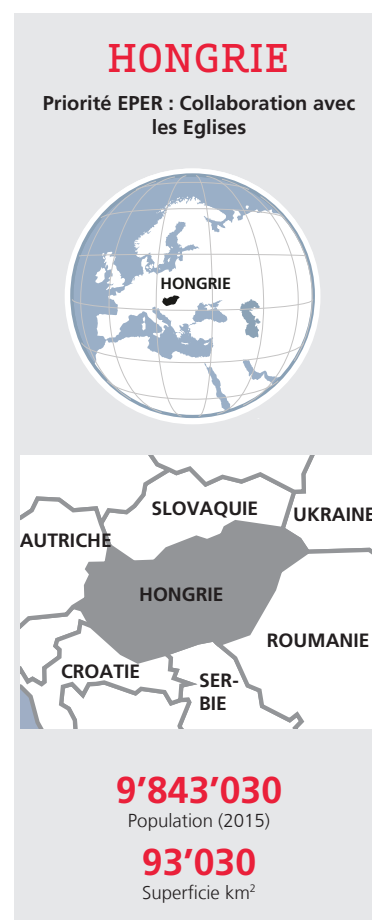 HONGRIE
Priorité EPER : Collaboration avec
les Eglises
HONGRIE
SLOVAQUIE
UKRAINE
AUTRICHE
HONGRIE
ROUMANIE
CROATIE
SER-
BIE
9’843’030
Population (2015)
93’030
Superficie km²